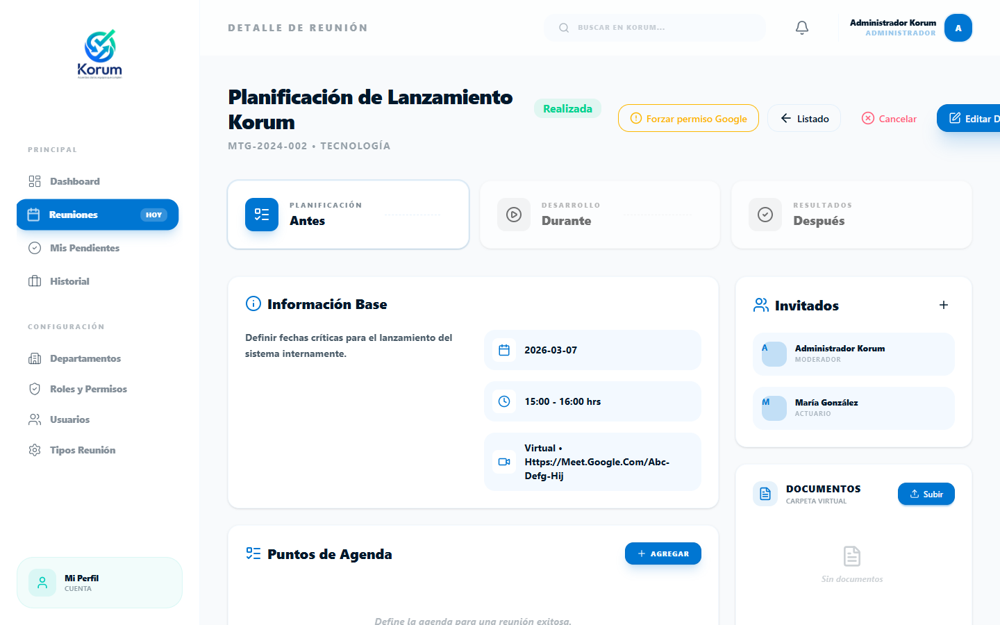 Korum
PRINCIPAL
Dashboard
Reuniones HOY
Mis Pendientes
Historial
CONFIGURACIÓN
Departamentos
Roles y Permisos
Usuarios
Tipos Reunión
Mi Perfil
CUENTA
DETALLE DE REUNIÓN
BUSCAR EN KORUM...
Administrador Korum
ADMINISTRADOR
A
Planificación de Lanzamiento
Korum
MTG-2024-002 • TECNOLOGÍA
Realizada
Forzar permiso Google
Listado
Cancelar
Editar D
PLANIFICACIÓN
Antes
DESARROLLO
Durante
RESULTADOS
Después
Información Base
Definir fechas críticas para el lanzamiento del
sistema internamente.
2026-03-07
15:00 - 16:00 hrs
Virtual •
Https://Meet.Google.Com/Abc-
Defg-Hij
Puntos de Agenda
AGREGAR
Define la agenda para una reunión exitosa.
Invitados
A
Administrador Korum
MODERADOR
M
María González
ACTUARIO
DOCUMENTOS
CARPETA VIRTUAL
Subir
Sin documentos